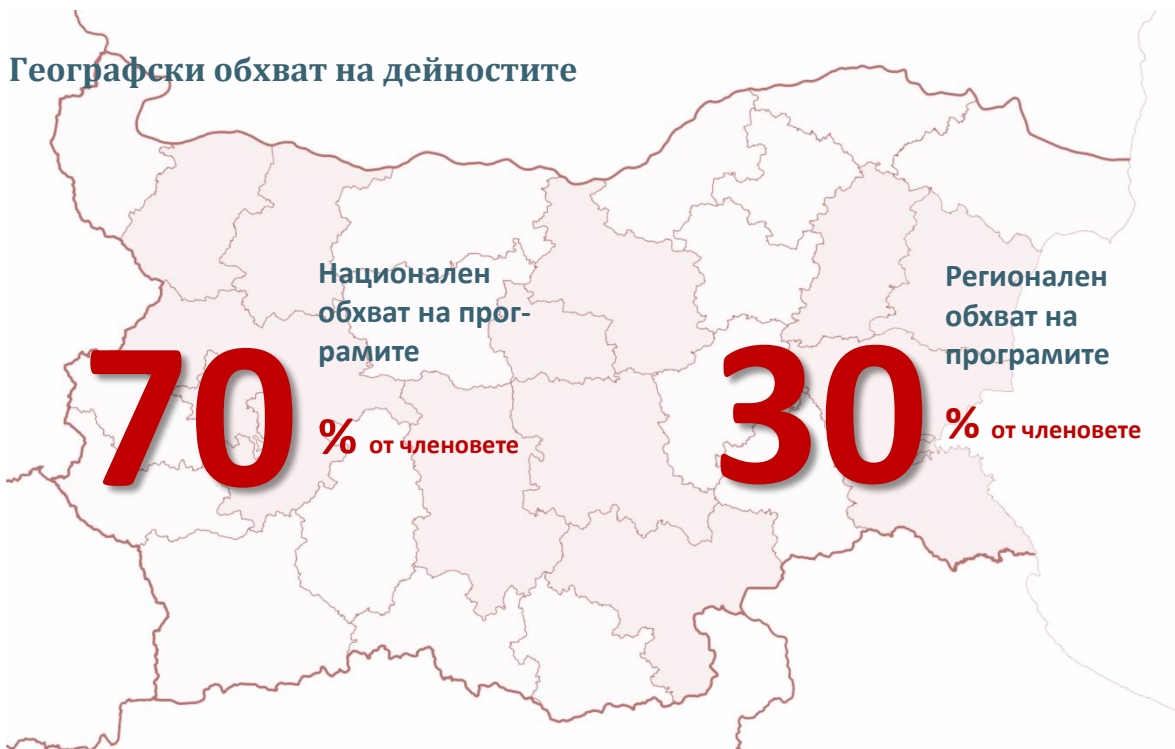 Географски обхват на дейностите
Национален
обхват на прог-
рамите
70
% от членовете
Регионален
обхват на
програмите
30
% от членовете